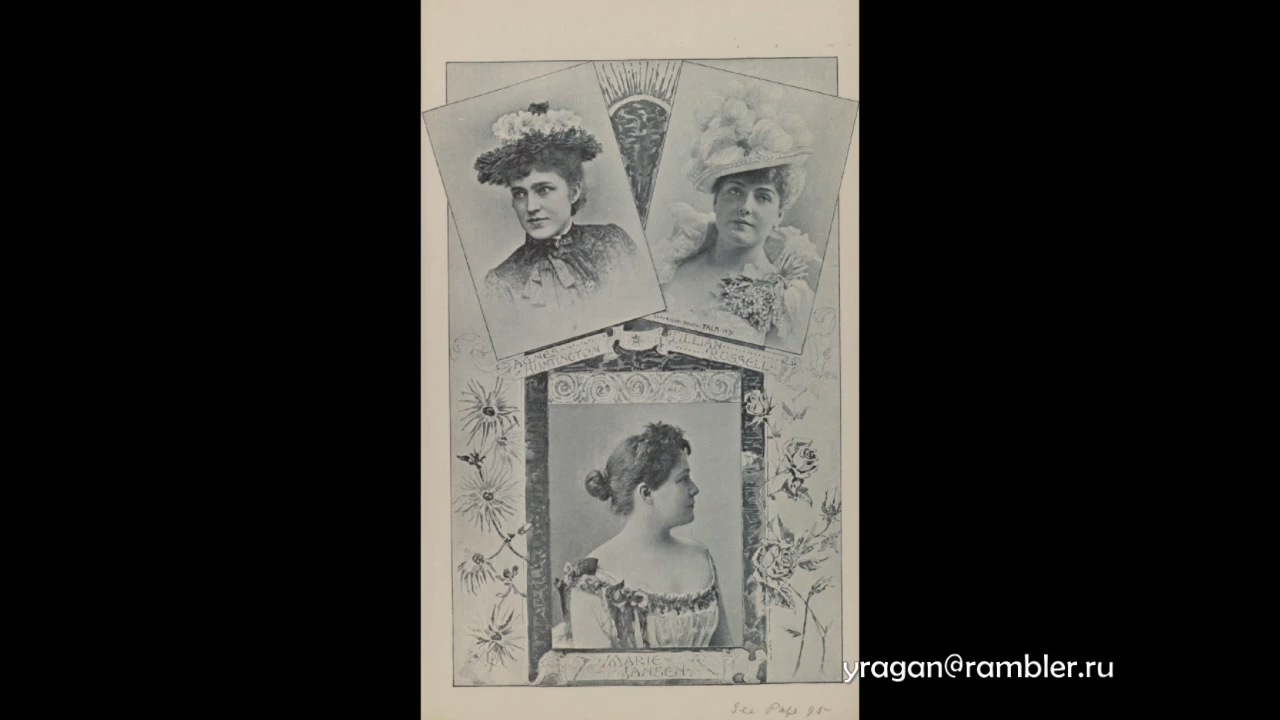 AGNES
HUNTINGTON
LILLIAN
RUSSELL
MARIE
JANSEN
yragan@rambler.ru
See Page 95